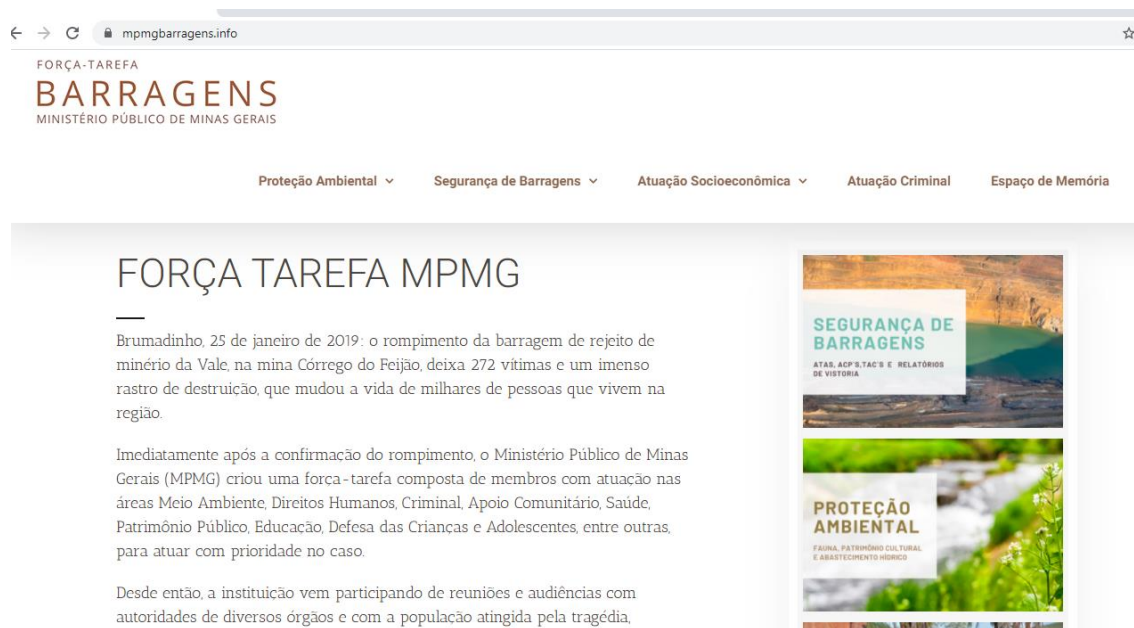 mpmgbarragens.info
FORÇA-TAREFA
BARRAGENS
MINISTÉRIO PÚBLICO DE MINAS GERAIS
Proteção Ambiental Segurança de Barragens Atuação Socioeconômica Atuação Criminal Espaço de Memória
FORÇA TAREFA MPMG
Brumadinho, 25 de janeiro de 2019: o rompimento da barragem de rejeito de
minério da Vale, na mina Córrego do Feijão, deixa 272 vítimas e um imenso
rastro de destruição, que mudou a vida de milhares de pessoas que vivem na
região.
Imediatamente após a confirmação do rompimento, o Ministério Público de Minas
Gerais (MPMG) criou uma força-tarefa composta de membros com atuação nas
áreas Meio Ambiente, Direitos Humanos, Criminal, Apoio Comunitário, Saúde,
Patrimônio Público, Educação, Defesa das Crianças e Adolescentes, entre outras,
para atuar com prioridade no caso.
Desde então, a instituição vem participando de reuniões e audiências com
autoridades de diversos órgãos e com a população atingida pela tragédia,
SEGURANÇA DE
BARRAGENS
ATAS, ACP'S,TAC'S E RELATÓRIOS
DE VISTORIA
PROTEÇÃO
AMBIENTAL
FAUNA, PATRIMÔNIO CULTURAL
E ABASTECIMENTO HÍDRICO